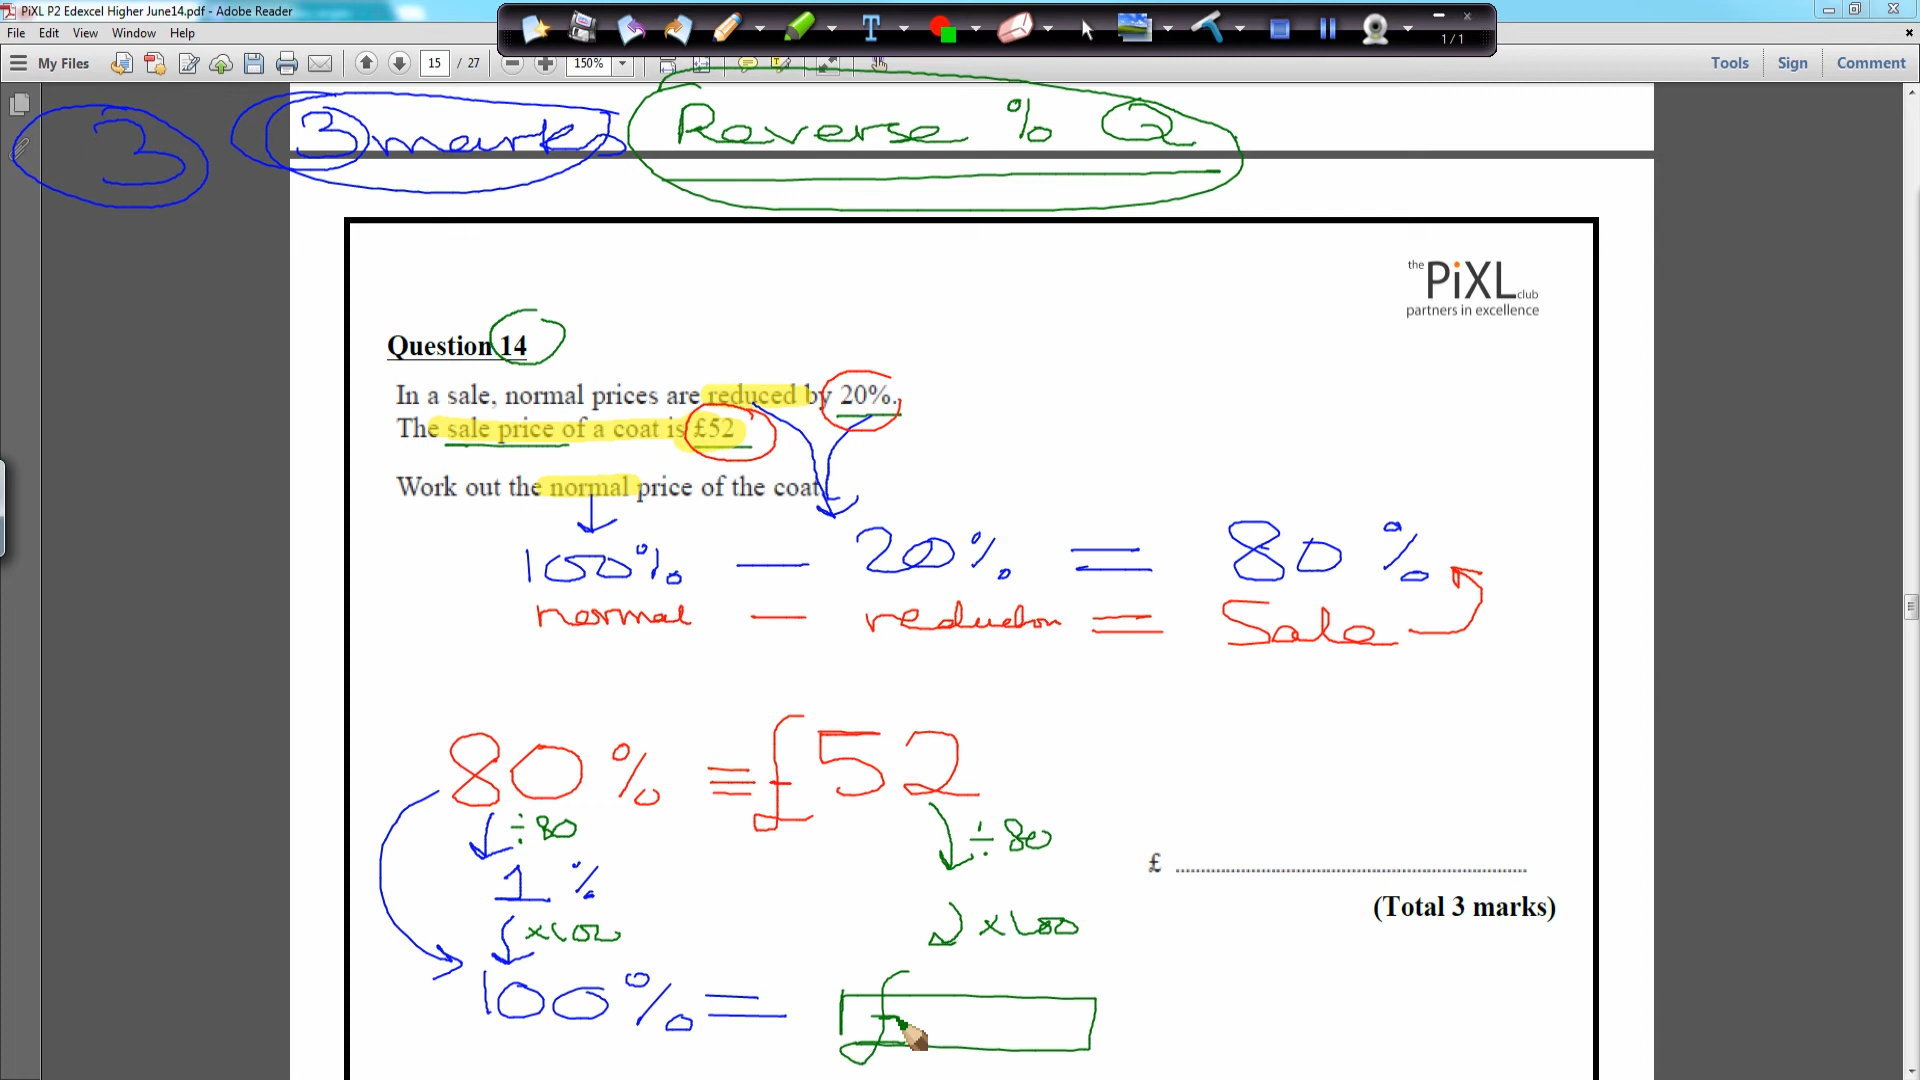 PiXL P2 Edexcel Higher June14.pdf - Adobe Reader
File Edit View Window Help
1 / 1
My Files 15 / 27 150% Tools Sign Comment
3 3 marks Reverse % Q
the PiXL club
partners in excellence
Question 14
In a sale, normal prices are reduced by 20%.
The sale price of a coat is £52
Work out the normal price of the coat.
100% — 20% = 80%
normal — reduction = Sale
80% ≡ £52
÷80 ÷80
1 %
x100 x100
100% = £
£ ............................................................
(Total 3 marks)